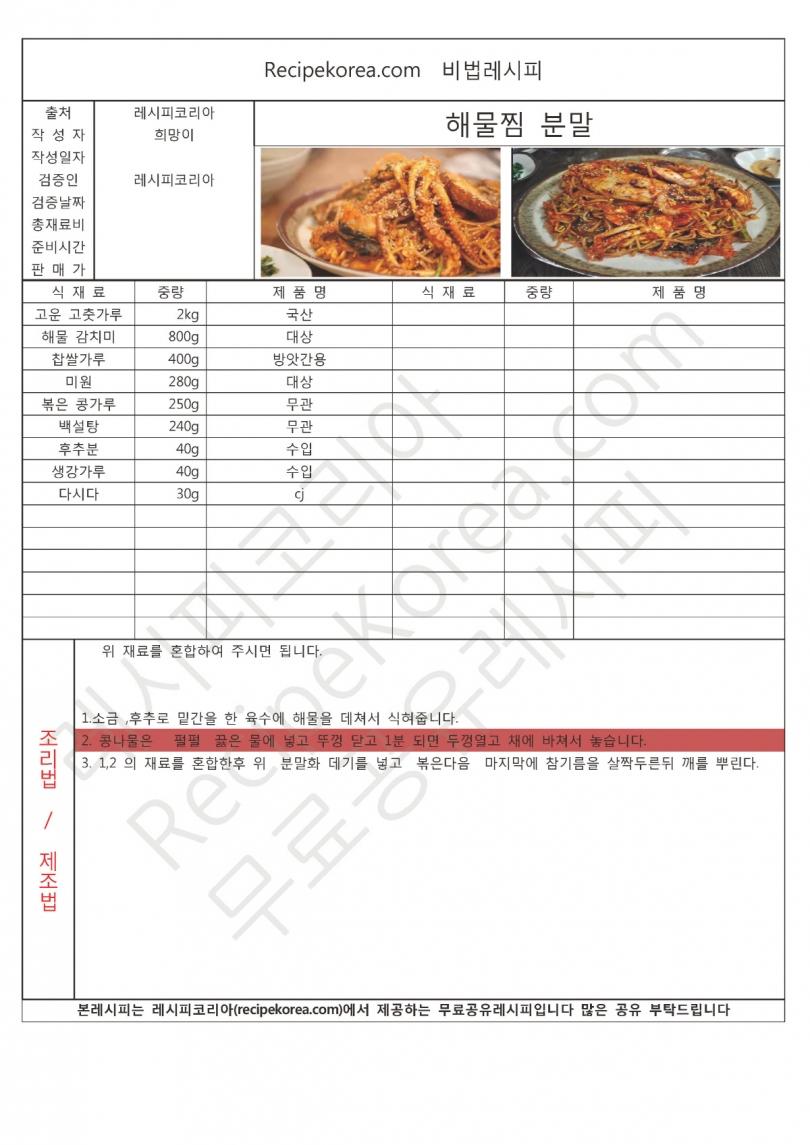 Recipekorea.com 비법레시피
출처 레시피코리아
작 성 자 희망이
작성일자
검증인 레시피코리아
검증날짜
총재료비
준비시간
판 매 가
해물찜 분말
식 재 료 중량 제 품 명 식 재 료 중량 제 품 명
고운 고춧가루 2kg 국산
해물 감치미 800g 대상
찹쌀가루 400g 방앗간용
미원 280g 대상
볶은 콩가루 250g 무관
백설탕 240g 무관
후추분 40g 수입
생강가루 40g 수입
다시다 30g cj
조리법 / 제조법
위 재료를 혼합하여 주시면 됩니다.
1.소금 ,후추로 밑간을 한 육수에 해물을 데쳐서 식혀줍니다.
2. 콩나물은 펄펄 끓은 물에 넣고 뚜껑 닫고 1분 되면 두껑열고 채에 바쳐서 놓습니다.
3. 1,2 의 재료를 혼합한후 위 분말화 데기를 넣고 볶은다음 마지막에 참기름을 살짝두른뒤 깨를 뿌린다.
본레시피는 레시피코리아(recipekorea.com)에서 제공하는 무료공유레시피입니다 많은 공유 부탁드립니다
레시피코리아
RecipeKorea.com
무료공유레시피